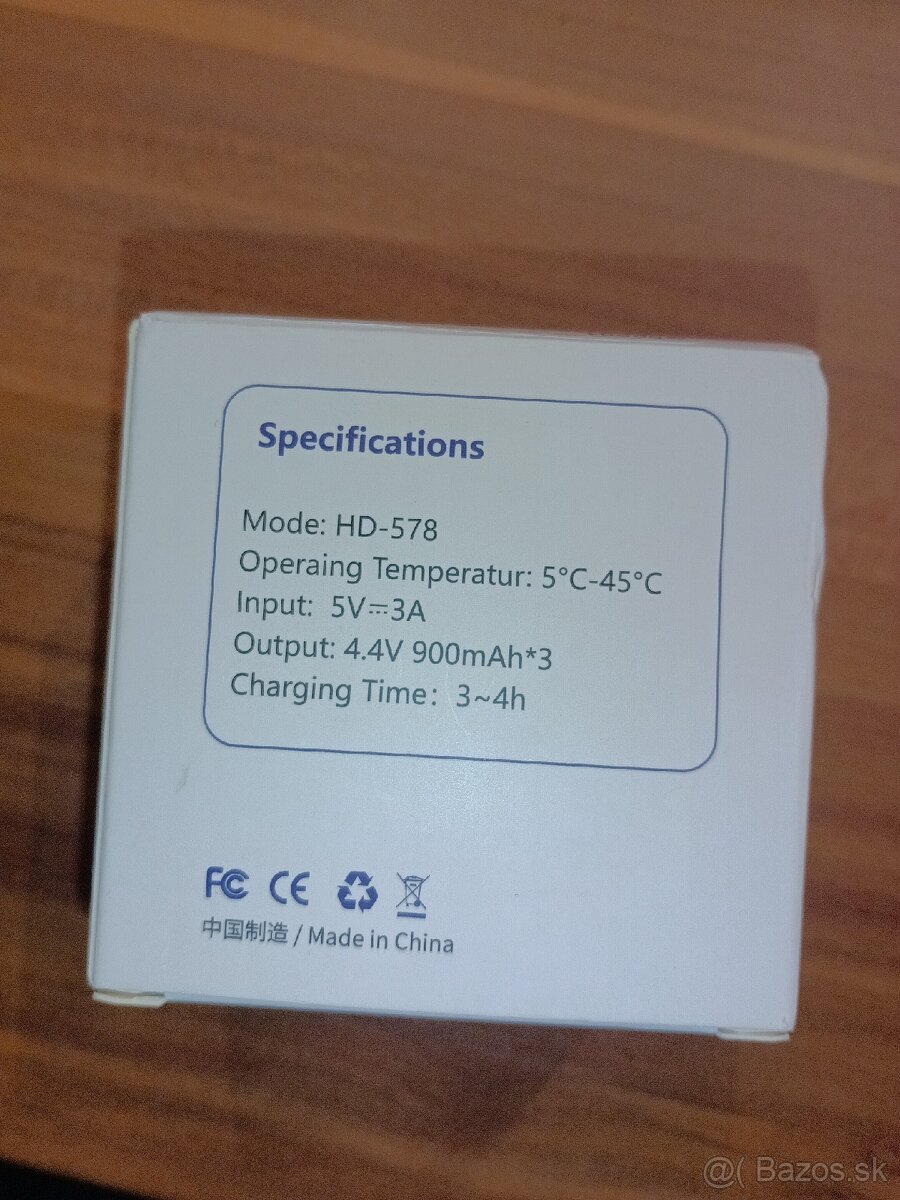 Specifications
Mode: HD-578
Operaing Temperatur: 5°C-45°C
Input: 5V⎓3A
Output: 4.4V 900mAh*3
Charging Time: 3~4h
FC CE
中国制造 / Made in China
@( Bazos.sk